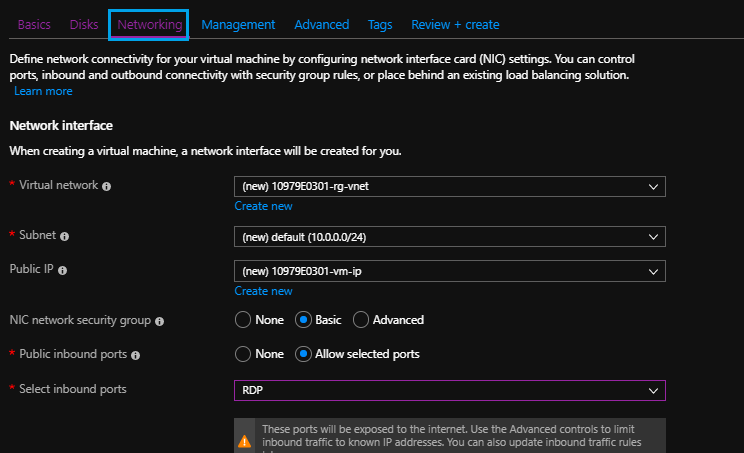 Basics Disks Networking Management Advanced Tags Review + create
Define network connectivity for your virtual machine by configuring network interface card (NIC) settings. You can control
ports, inbound and outbound connectivity with security group rules, or place behind an existing load balancing solution.
Learn more
Network interface
When creating a virtual machine, a network interface will be created for you.
* Virtual network (new) 10979E0301-rg-vnet
Create new
* Subnet (new) default (10.0.0.0/24)
Public IP (new) 10979E0301-vm-ip
Create new
NIC network security group None Basic Advanced
* Public inbound ports None Allow selected ports
* Select inbound ports RDP
These ports will be exposed to the internet. Use the Advanced controls to limit
inbound traffic to known IP addresses. You can also update inbound traffic rules